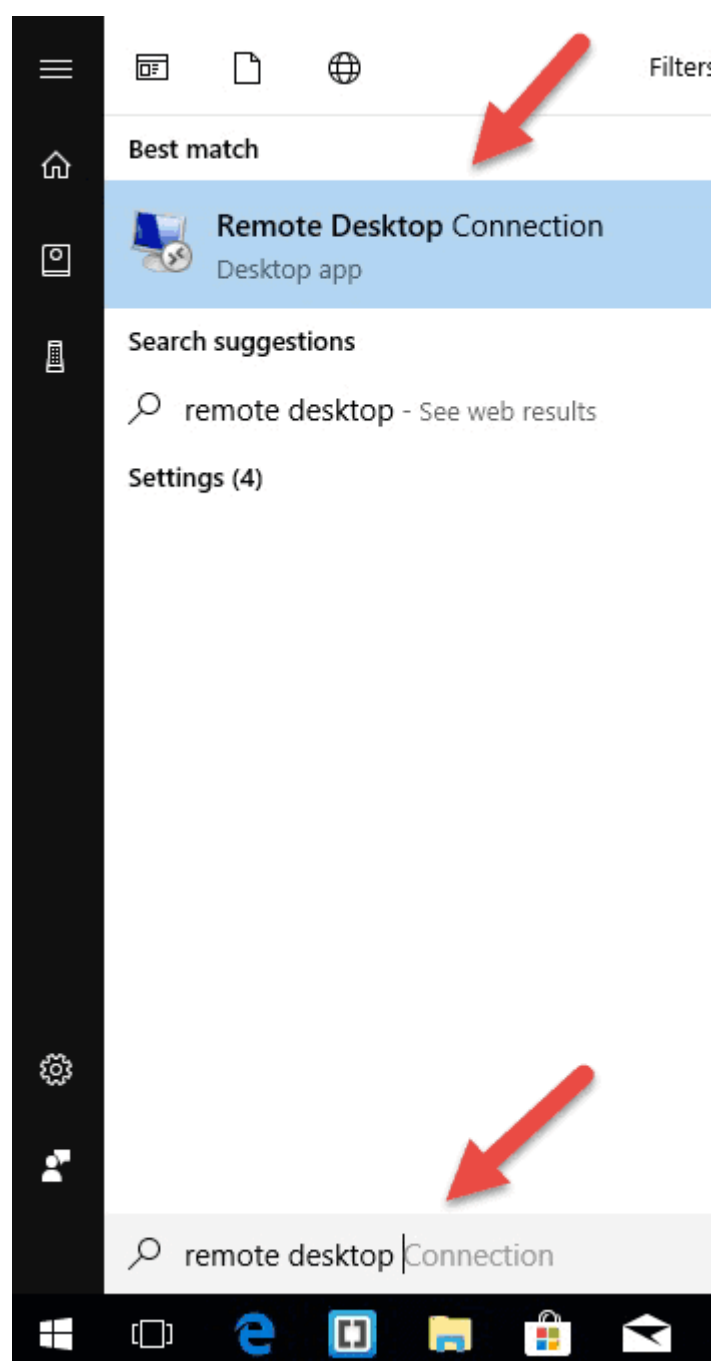 Filters
Best match
Remote Desktop Connection
Desktop app
Search suggestions
remote desktop - See web results
Settings (4)
remote desktop Connection